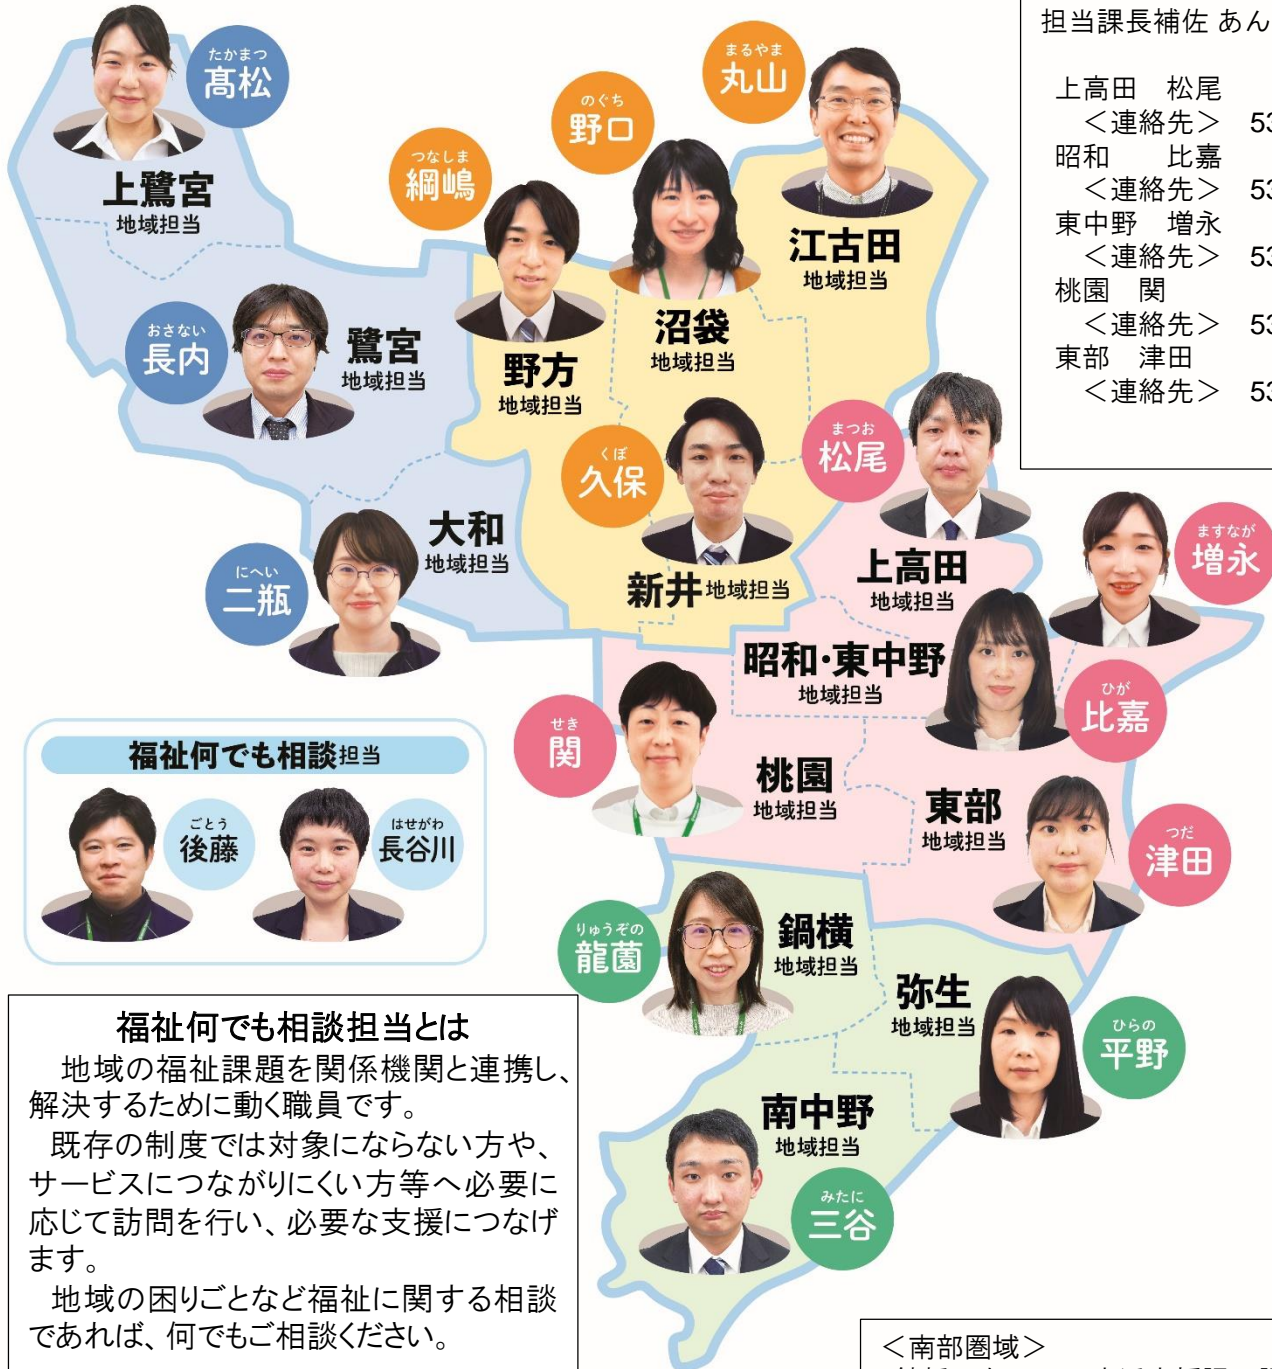 担当課長補佐 あん
上高田　松尾
＜連絡先＞　53
昭和　　比嘉
＜連絡先＞　53
東中野　増永
＜連絡先＞　53
桃園　関
＜連絡先＞　53
東部　津田
＜連絡先＞　53
たかまつ
髙松
上鷺宮
地域担当
まるやま
丸山
江古田
地域担当
のぐち
野口
沼袋
地域担当
つなしま
綱嶋
野方
地域担当
おさない
長内
鷺宮
地域担当
くぼ
久保
新井地域担当
にへい
二瓶
大和
地域担当
まつお
松尾
上高田
地域担当
ますなが
増永
昭和・東中野
地域担当
ひが
比嘉
せき
関
桃園
地域担当
東部
地域担当
つだ
津田
福祉何でも相談担当
ごとう
後藤
はせがわ
長谷川
りゅうぞの
龍薗
鍋横
地域担当
弥生
地域担当
ひらの
平野
南中野
地域担当
みたに
三谷
福祉何でも相談担当とは
地域の福祉課題を関係機関と連携し、
解決するために動く職員です。
既存の制度では対象にならない方や、
サービスにつながりにくい方等へ必要に
応じて訪問を行い、必要な支援につなげ
ます。
地域の困りごとなど福祉に関する相談
であれば、何でもご相談ください。
＜南部圏域＞